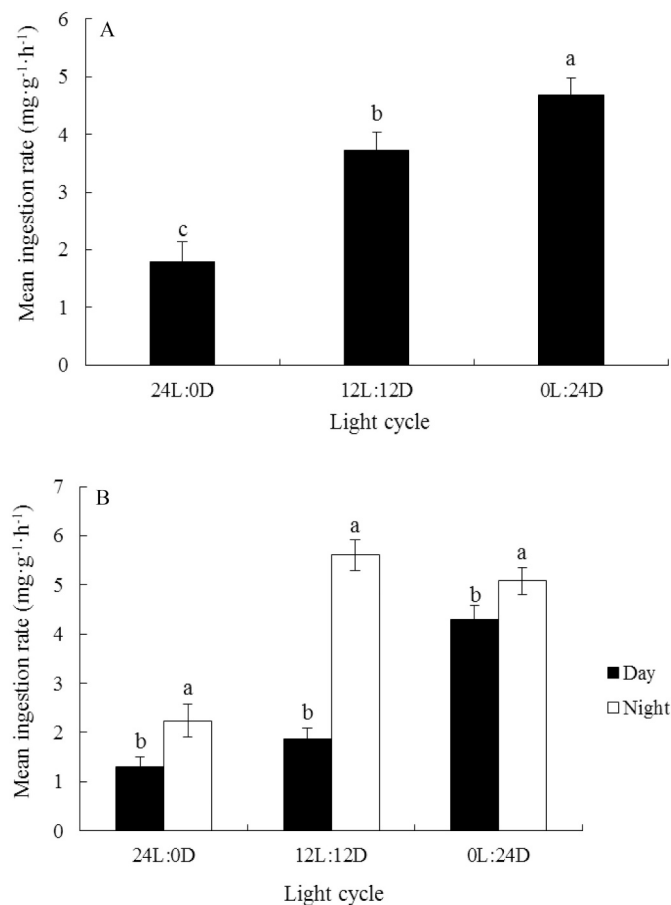 A
Mean ingestion rate (mg·g⁻¹·h⁻¹)
6
5
4
3
2
1
0
c
b
a
24L:0D 12L:12D 0L:24D
Light cycle
B
Mean ingestion rate (mg·g⁻¹·h⁻¹)
7
6
5
4
3
2
1
0
b a
b a
b a
Day
Night
24L:0D 12L:12D 0L:24D
Light cycle